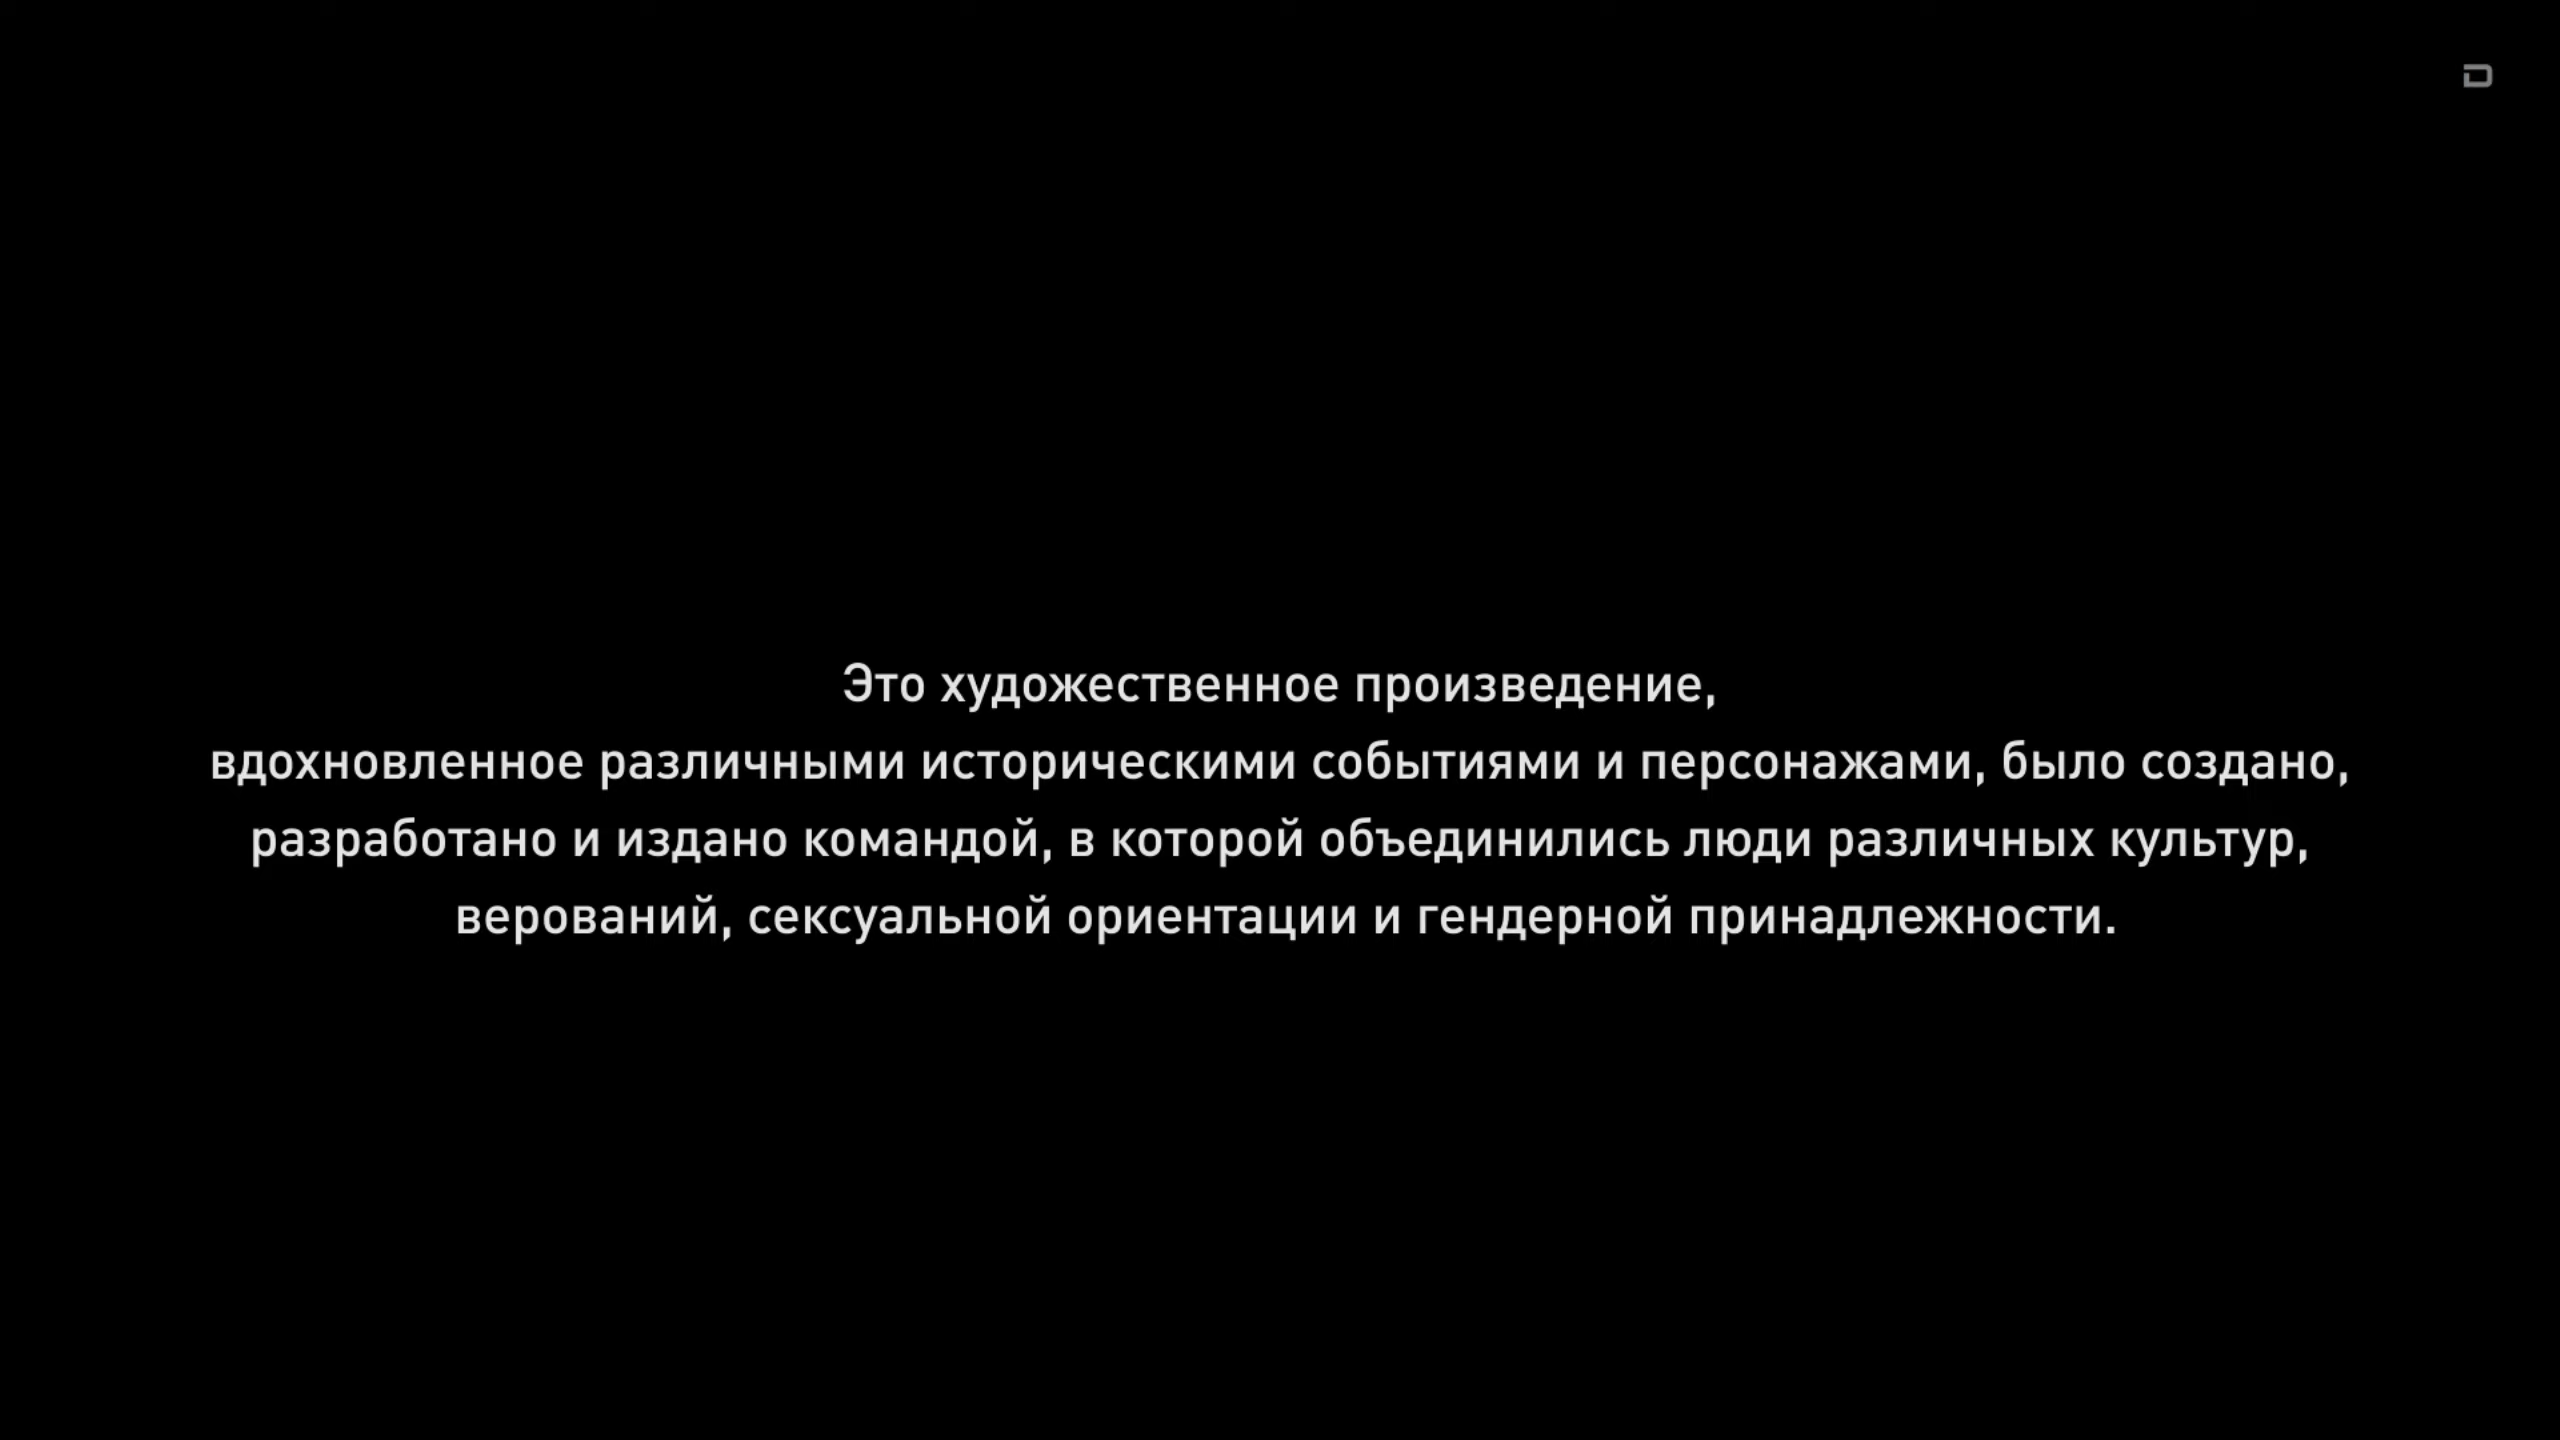 Это художественное произведение,
вдохновленное различными историческими событиями и персонажами, было создано,
разработано и издано командой, в которой объединились люди различных культур,
верований, сексуальной ориентации и гендерной принадлежности.